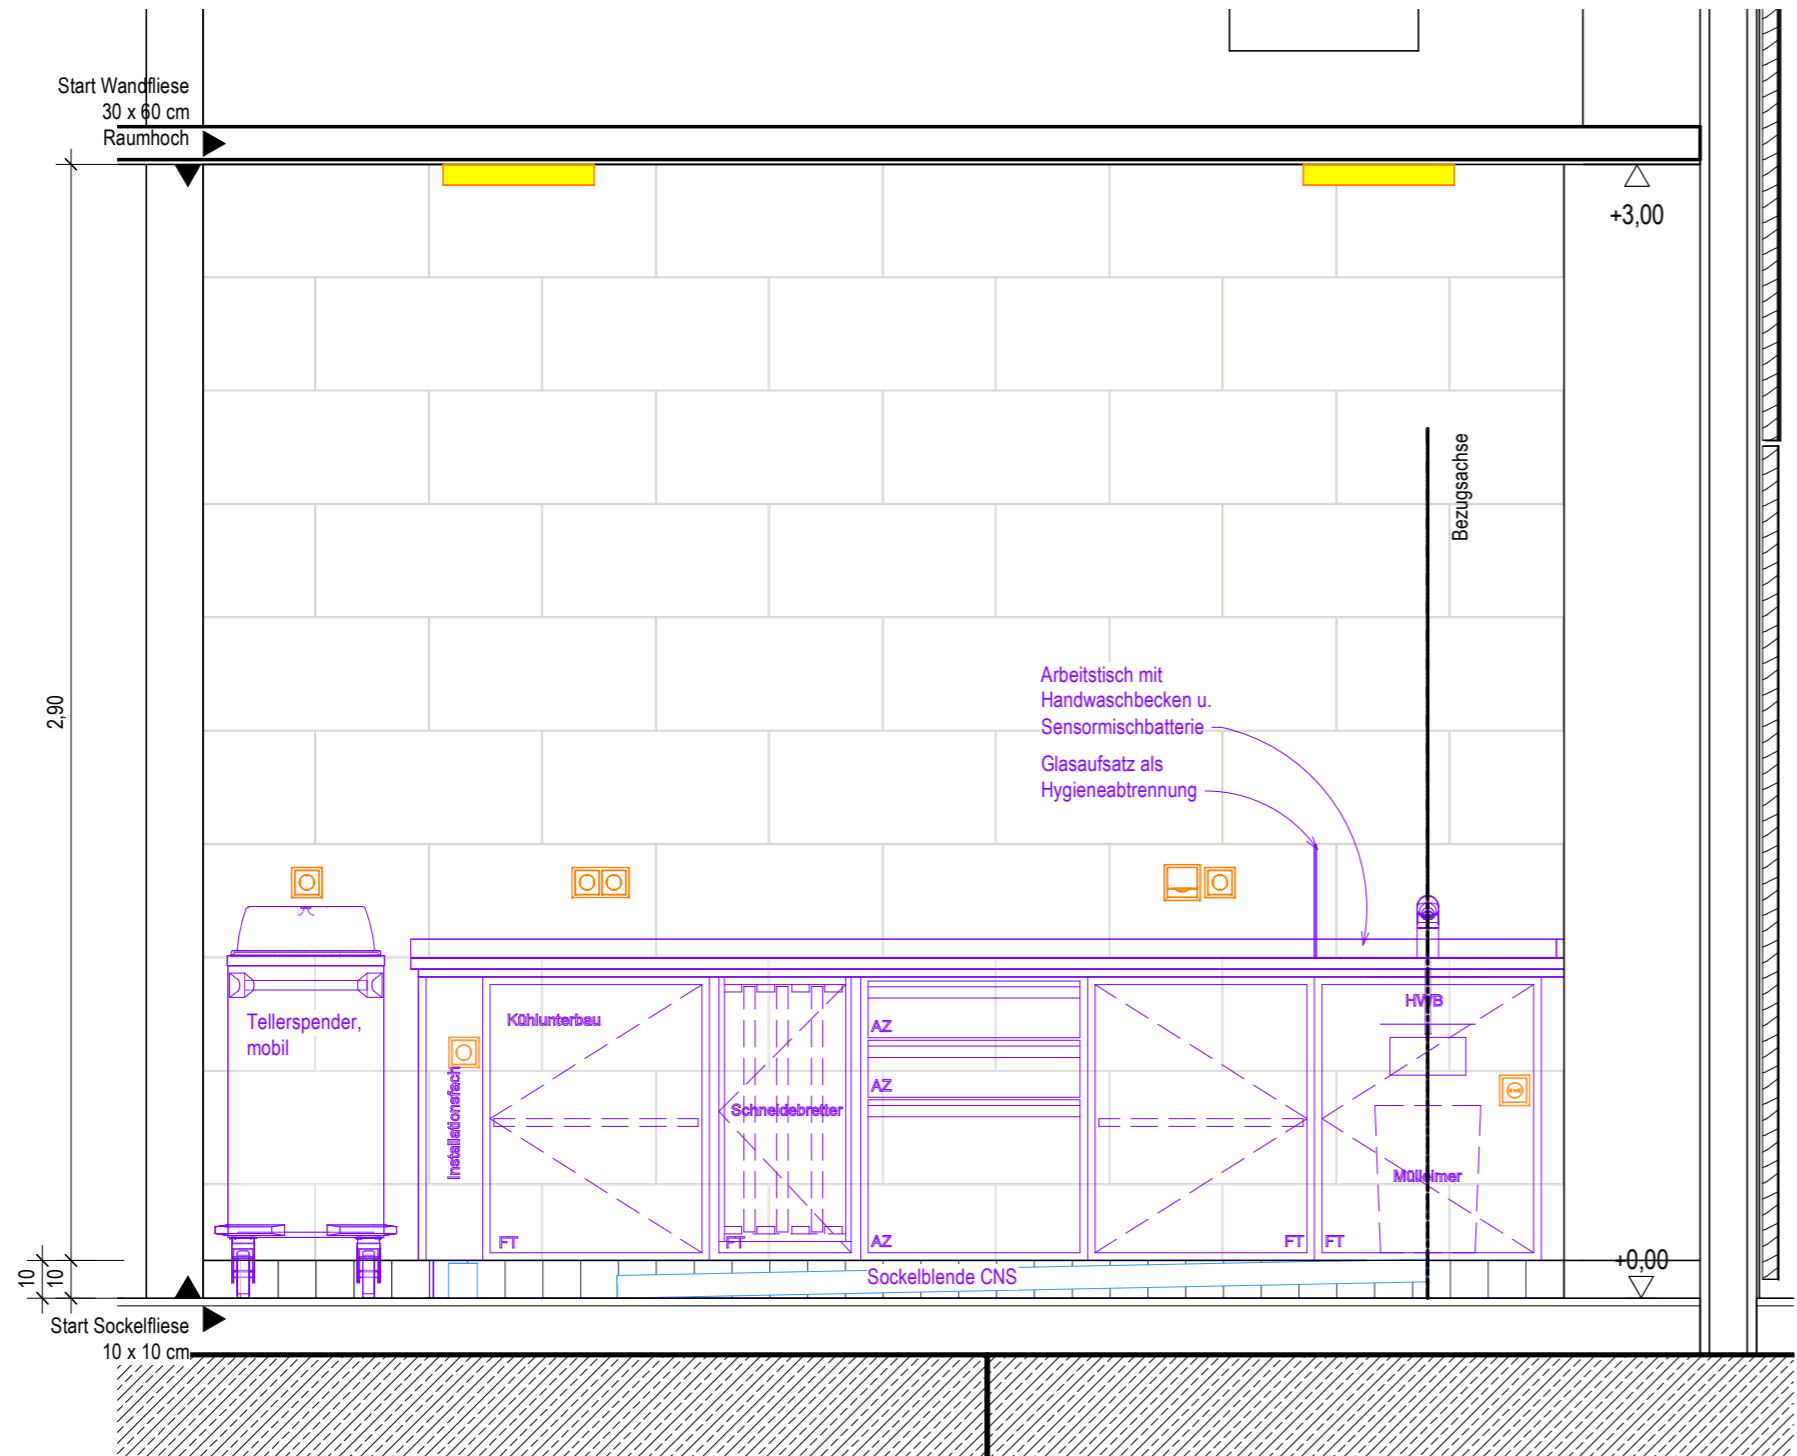 Start Wandfliese
30 x 60 cm
Raumhoch
+3,00
Bezugsachse
2,90
Arbeitstisch mit
Handwaschbecken u.
Sensormischbatterie
Glasaufsatz als
Hygieneabtrennung
Tellerspender,
mobil
Installationsfach
Kühlunterbau
FT
Schneidebretter
FT
AZ
AZ
AZ
FT
HWB
Mülleimer
FT
Sockelblende CNS
+0,00
10
10
Start Sockelfliese
10 x 10 cm